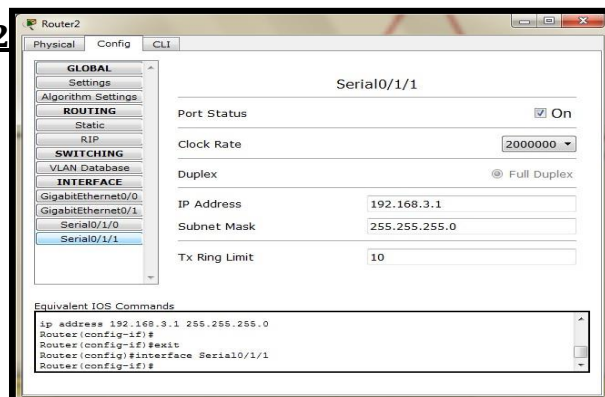 2
Router2
Physical Config CLI
GLOBAL
Settings
Algorithm Settings
ROUTING
Static
RIP
SWITCHING
VLAN Database
INTERFACE
GigabitEthernet0/0
GigabitEthernet0/1
Serial0/1/0
Serial0/1/1
Serial0/1/1
Port Status On
Clock Rate 2000000
Duplex Full Duplex
IP Address 192.168.3.1
Subnet Mask 255.255.255.0
Tx Ring Limit 10
Equivalent IOS Commands
ip address 192.168.3.1 255.255.255.0
Router(config-if)#
Router(config-if)#exit
Router(config)#interface Serial0/1/1
Router(config-if)#